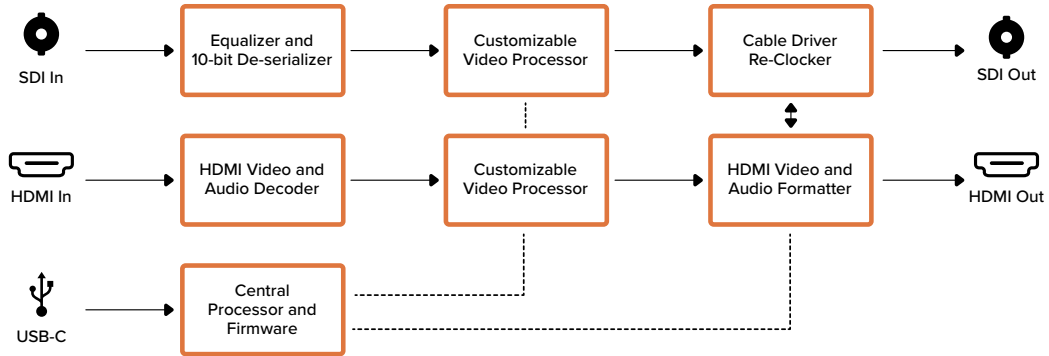 SDI In
Equalizer and
10-bit De-serializer
Customizable
Video Processor
Cable Driver
Re-Clocker
SDI Out
HDMI In
HDMI Video and
Audio Decoder
Customizable
Video Processor
HDMI Video and
Audio Formatter
HDMI Out
USB-C
Central
Processor and
Firmware